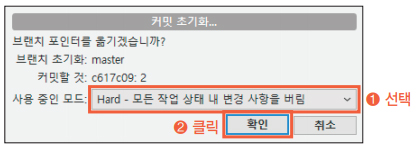 커밋 초기화...
브랜치 포인터를 옮기겠습니까?
브랜치 초기화: master
커밋할 것: c617c09: 2
사용 중인 모드: Hard - 모든 작업 상태 내 변경 사항을 버림
❶ 선택
❷ 클릭
확인
취소